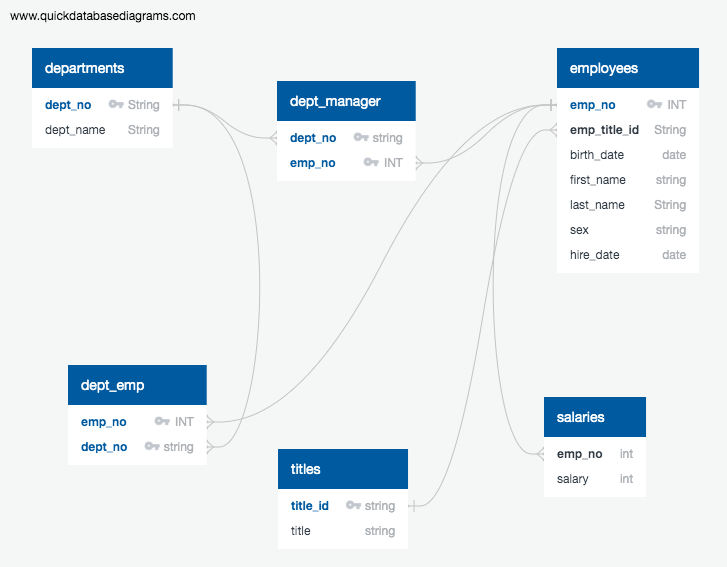 www.quickdatabasediagrams.com
departments
dept_no String
dept_name String
dept_manager
dept_no string
emp_no INT
employees
emp_no INT
emp_title_id String
birth_date date
first_name string
last_name String
sex string
hire_date date
dept_emp
emp_no INT
dept_no string
titles
title_id string
title string
salaries
emp_no int
salary int